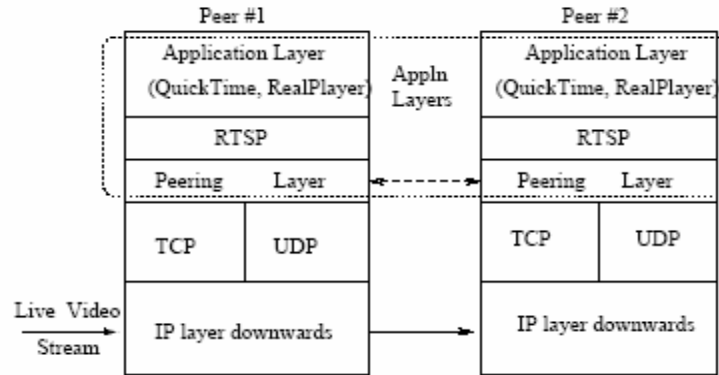 Peer #1
Application Layer
(QuickTime, RealPlayer)
RTSP
Peering Layer
TCP UDP
IP layer downwards
Live Video
Stream
Appln
Layers
Peer #2
Application Layer
(QuickTime, RealPlayer)
RTSP
Peering Layer
TCP UDP
IP layer downwards